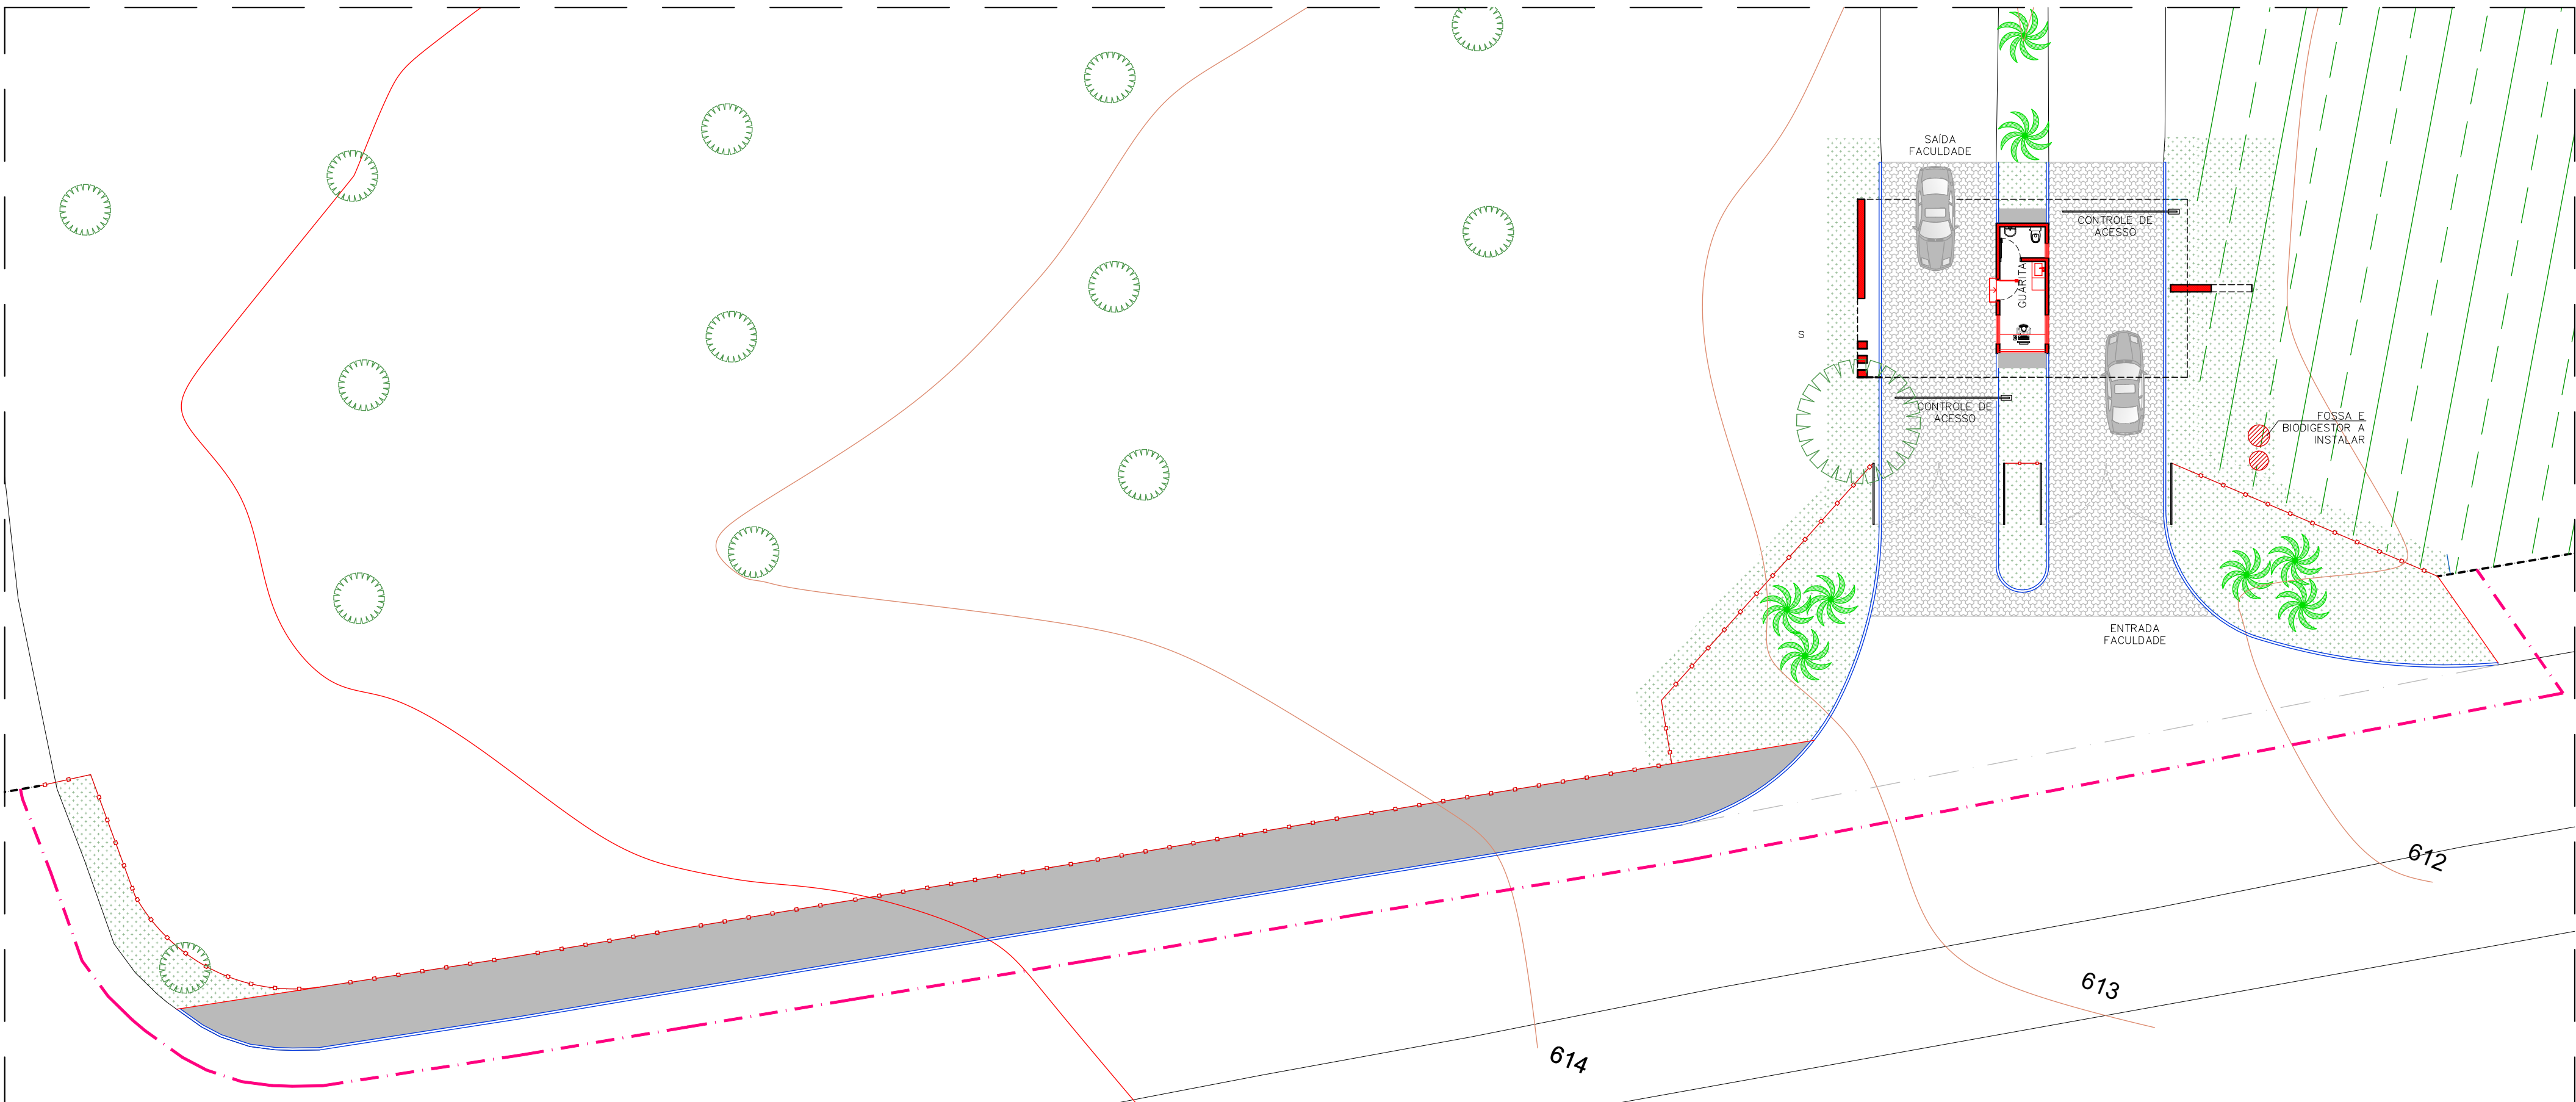 SAÍDA
FACULDADE
CONTROLE DE
ACESSO
GUARITA
S
CONTROLE DE
ACESSO
FOSSA E
BIODIGESTOR A
INSTALAR
ENTRADA
FACULDADE
612
613
614